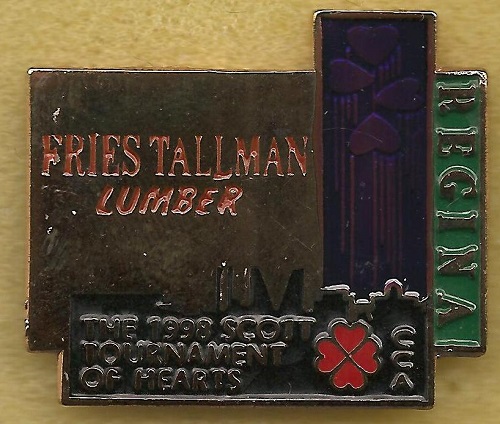 FRIES TALLMAN
LUMBER
REGINA
THE 1998 SCOTT
TOURNAMENT
OF HEARTS
CCA